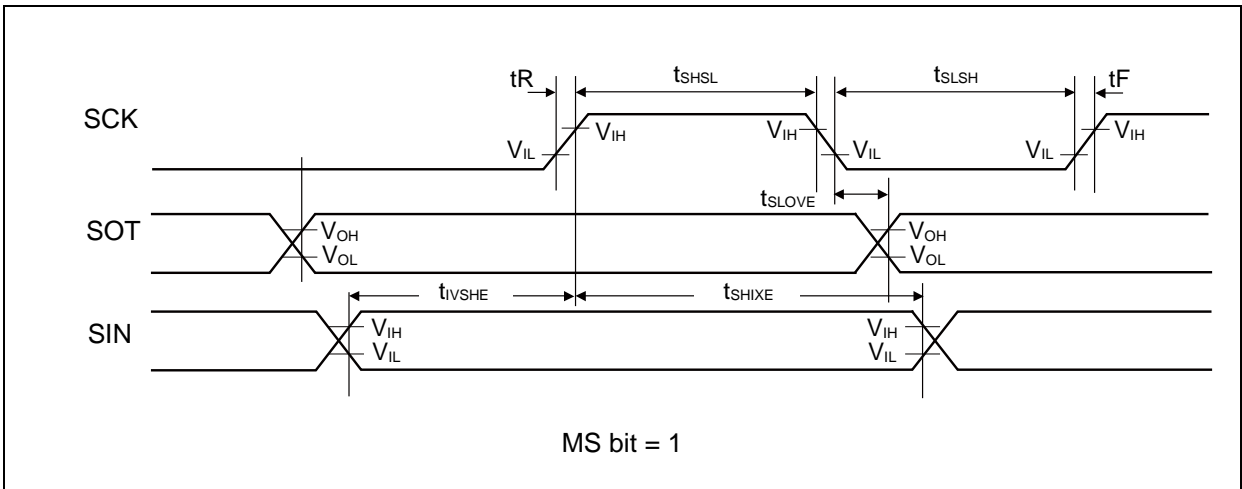 tR tSHSL tSLSH tF
SCK
VIH VIH VIH
VIL VIL VIL
tSLOVE
SOT
VOH VOH
VOL VOL
tIVSHE tSHIXE
SIN
VIH VIH
VIL VIL
MS bit = 1